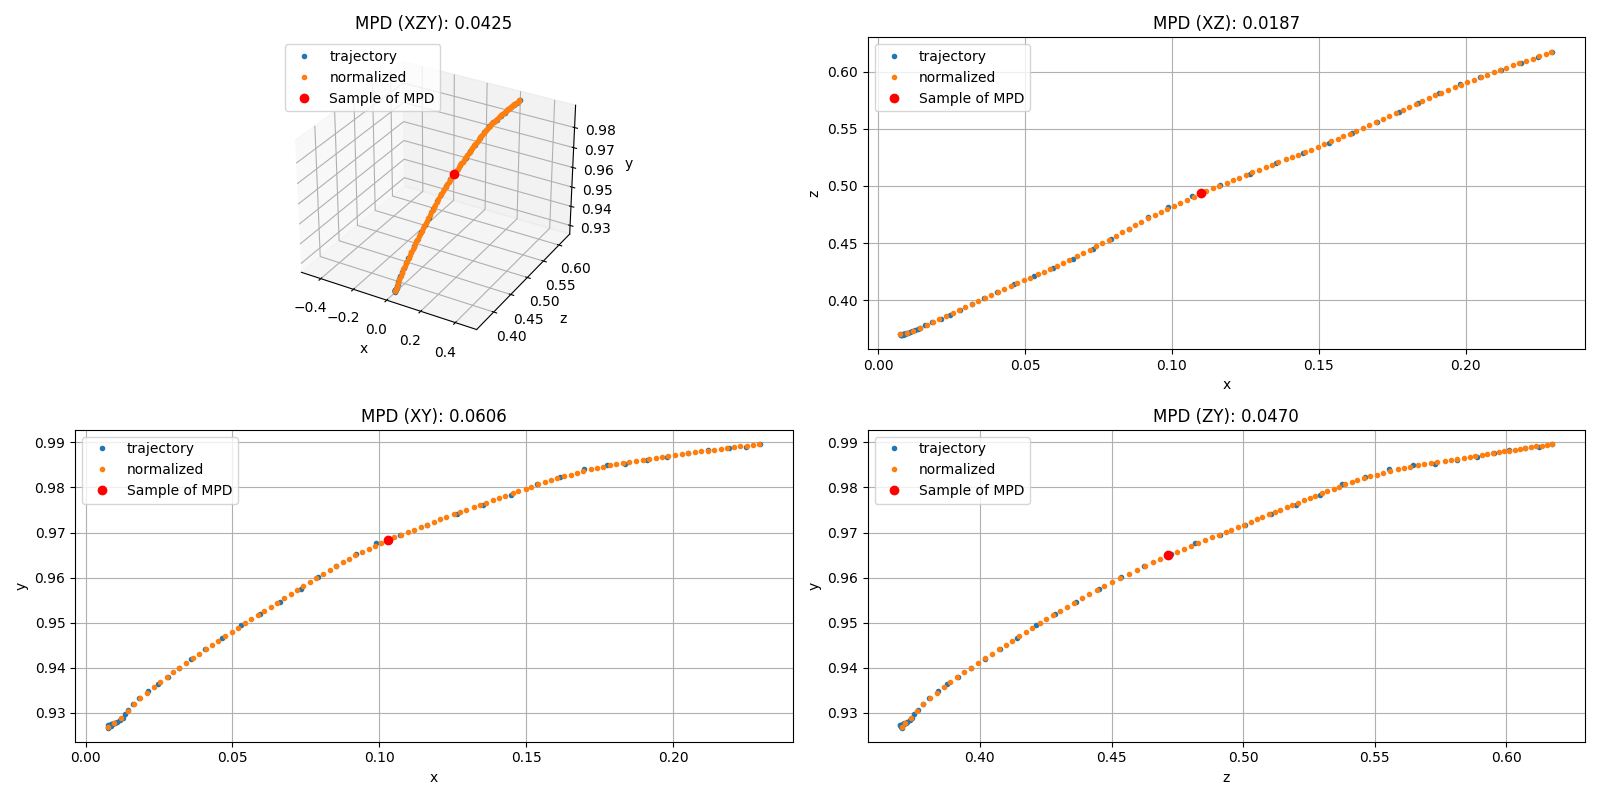 MPD (XZY): 0.0425
trajectory
normalized
Sample of MPD
0.98
0.97
0.96
0.95
0.94
0.93
y
0.60
0.55
0.50
0.45
0.40
z
−0.4
−0.2
0.0
0.2
0.4
x
MPD (XZ): 0.0187
trajectory
normalized
Sample of MPD
0.60
0.55
0.50
0.45
0.40
z
0.00 0.05 0.10 0.15 0.20
x
MPD (XY): 0.0606
trajectory
normalized
Sample of MPD
0.99
0.98
0.97
0.96
0.95
0.94
0.93
y
0.00 0.05 0.10 0.15 0.20
x
MPD (ZY): 0.0470
trajectory
normalized
Sample of MPD
0.99
0.98
0.97
0.96
0.95
0.94
0.93
y
0.40 0.45 0.50 0.55 0.60
z